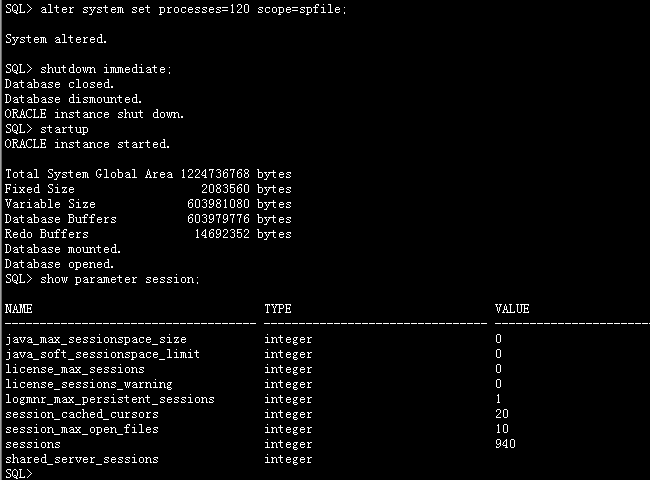 SQL> alter system set processes=120 scope=spfile;
System altered.
SQL> shutdown immediate;
Database closed.
Database dismounted.
ORACLE instance shut down.
SQL> startup
ORACLE instance started.
Total System Global Area 1224736768 bytes
Fixed Size 2083560 bytes
Variable Size 603981080 bytes
Database Buffers 603979776 bytes
Redo Buffers 14692352 bytes
Database mounted.
Database opened.
SQL> show parameter session;
NAME TYPE VALUE
------------------------------------ -------------------------------- ------------------------------
java_max_sessionspace_size integer 0
java_soft_sessionspace_limit integer 0
license_max_sessions integer 0
license_sessions_warning integer 0
logmnr_max_persistent_sessions integer 1
session_cached_cursors integer 20
session_max_open_files integer 10
sessions integer 940
shared_server_sessions integer
SQL>